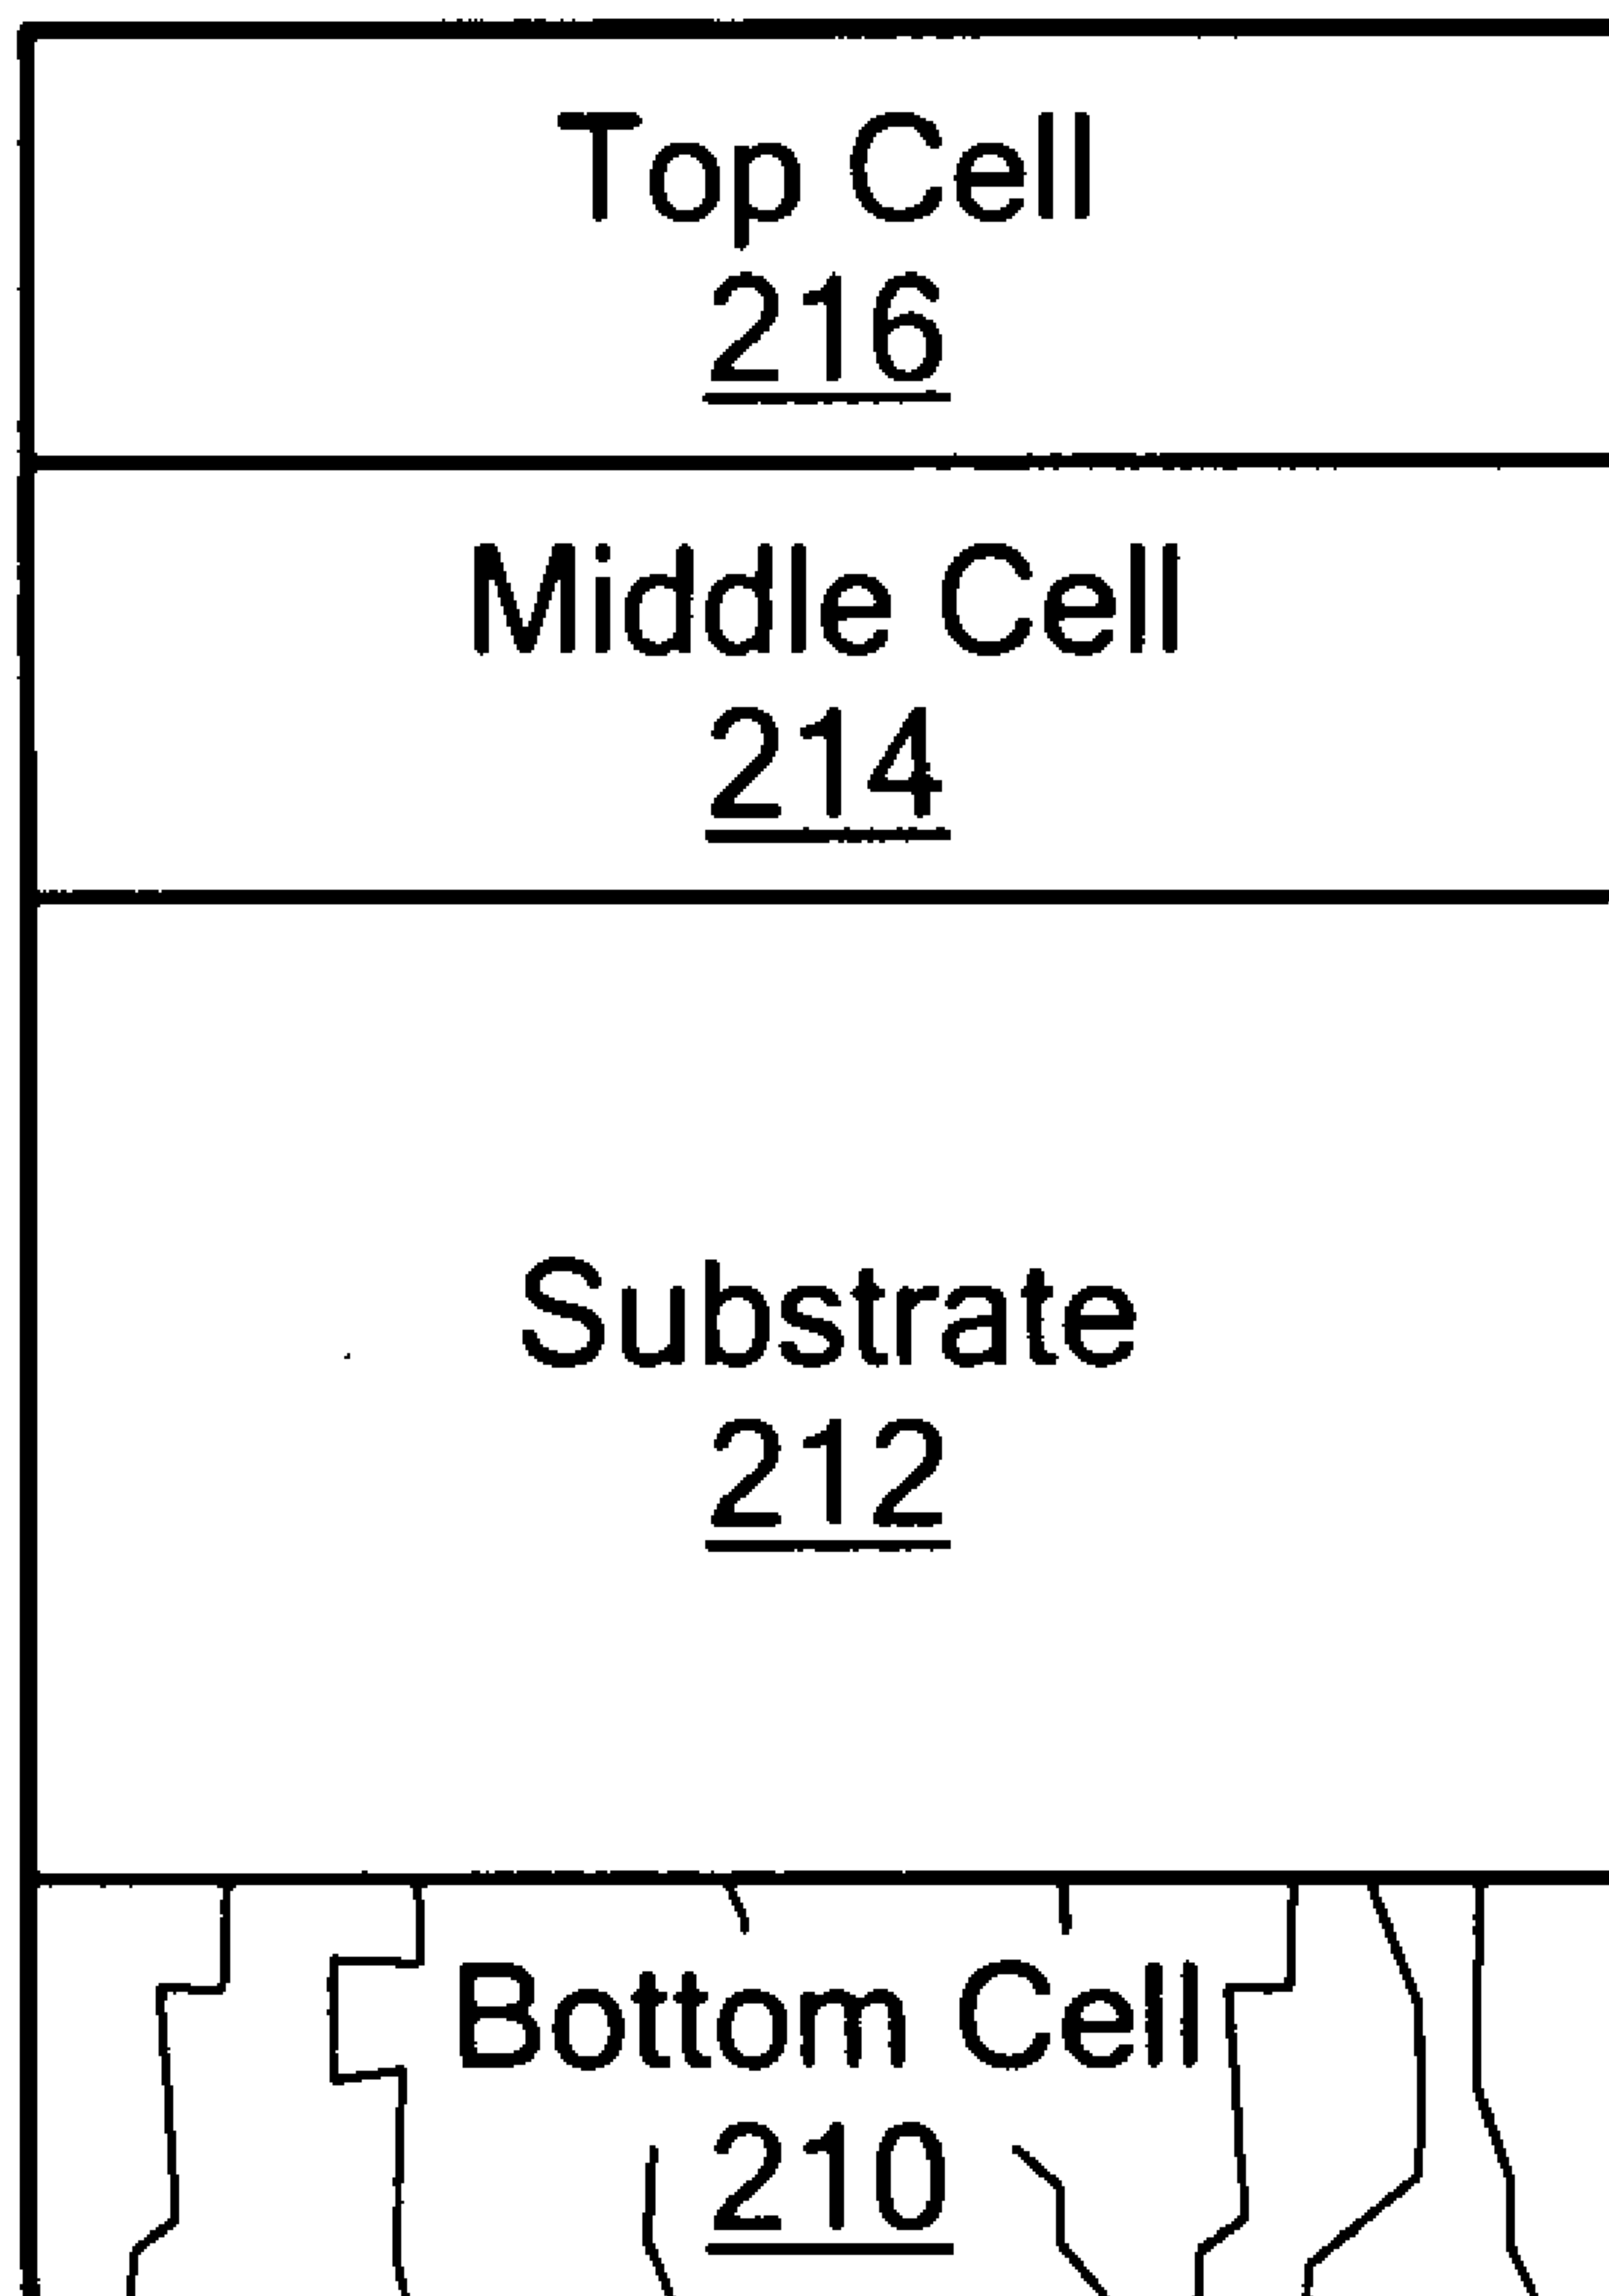 Top Cell
216
Middle Cell
214
Substrate
212
Bottom Cell
210